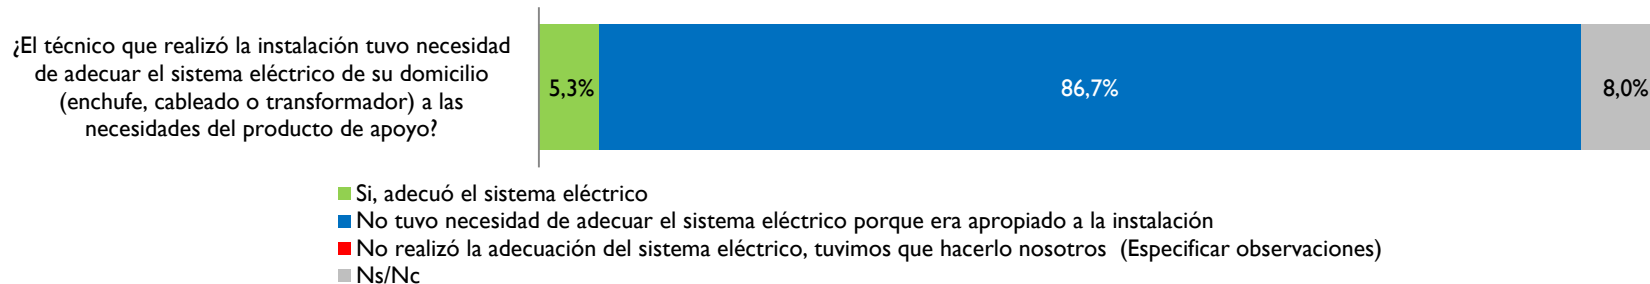 ¿El técnico que realizó la instalación tuvo necesidad
de adecuar el sistema eléctrico de su domicilio
(enchufe, cableado o transformador) a las
necesidades del producto de apoyo?
5,3%
86,7%
8,0%
Si, adecuó el sistema eléctrico
No tuvo necesidad de adecuar el sistema eléctrico porque era apropiado a la instalación
No realizó la adecuación del sistema eléctrico, tuvimos que hacerlo nosotros (Especificar observaciones)
Ns/Nc